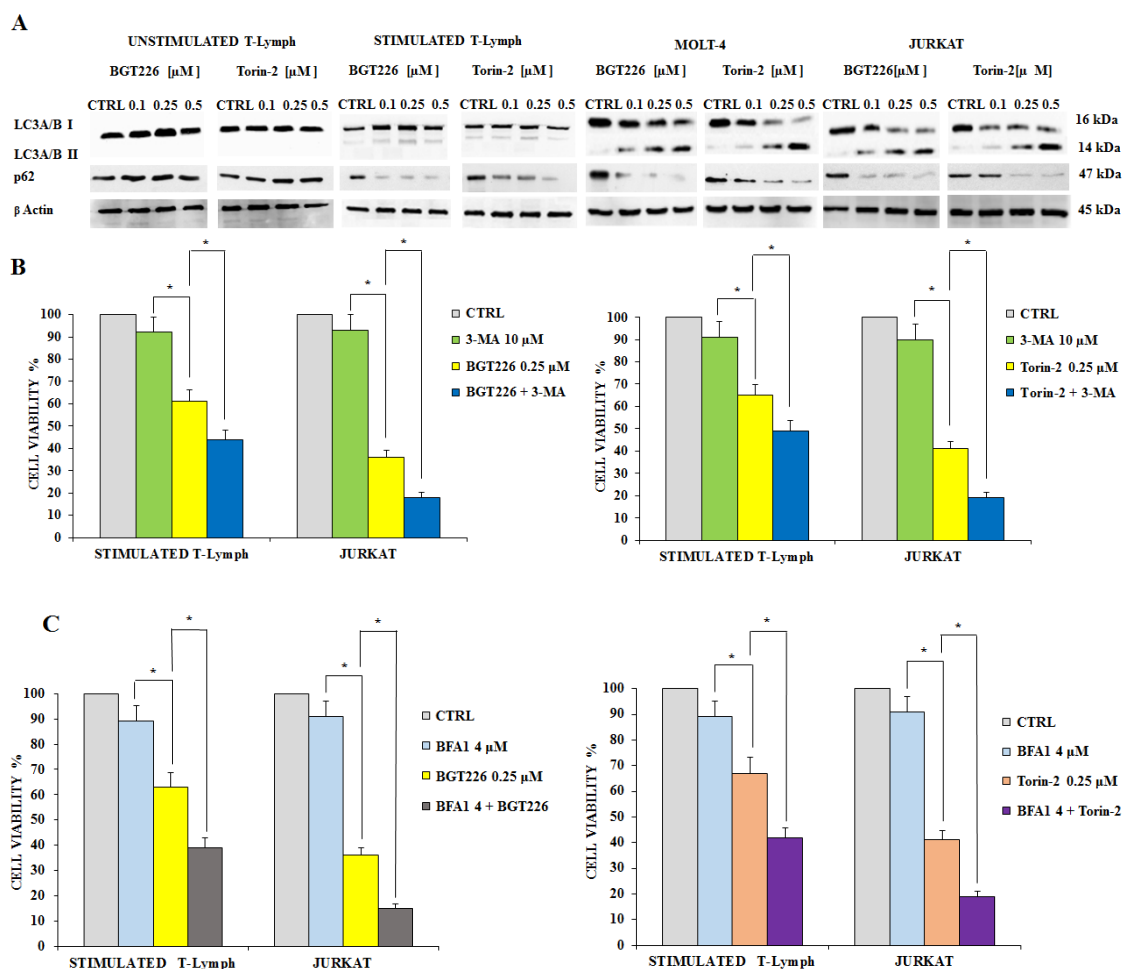 A
UNSTIMULATED T-Lymph STIMULATED T-Lymph MOLT-4 JURKAT
BGT226 [µM ] Torin-2 [µ M ] BGT226 [µM ] Torin-2 [µ M ] BGT226 [µM ] Torin-2 [µ M ] BGT226[µM ] Torin-2[µ M]
CTRL 0.1 0.25 0.5 CTRL 0.1 0.25 0.5 CTRL 0.1 0.25 0.5 CTRL 0.1 0.25 0.5 CTRL 0.1 0.25 0.5 CTRL 0.1 0.25 0.5 CTRL 0.1 0.25 0.5 CTRL 0.1 0.25 0.5
LC3A/B I 16 kDa
LC3A/B II 14 kDa
p62 47 kDa
β Actin 45 kDa
B
* * * *
100
90
80
70
60
50
40
30
20
10
0
CELL VIABILITY %
STIMULATED T-Lymph JURKAT
CTRL
3-MA 10 µM
BGT226 0.25 µM
BGT226 + 3-MA
* * * *
100
90
80
70
60
50
40
30
20
10
0
CELL VIABILITY %
STIMULATED T-Lymph JURKAT
CTRL
3-MA 10 µM
Torin-2 0.25 µM
Torin-2 + 3-MA
C
* * * *
100
90
80
70
60
50
40
30
20
10
0
CELL VIABILITY %
STIMULATED T-Lymph JURKAT
CTRL
BFA1 4 µM
BGT226 0.25 µM
BFA1 4 + BGT226
* * * *
100
90
80
70
60
50
40
30
20
10
0
CELL VIABILITY %
STIMULATED T-Lymph JURKAT
CTRL
BFA1 4 µM
Torin-2 0.25 µM
BFA1 4 + Torin-2